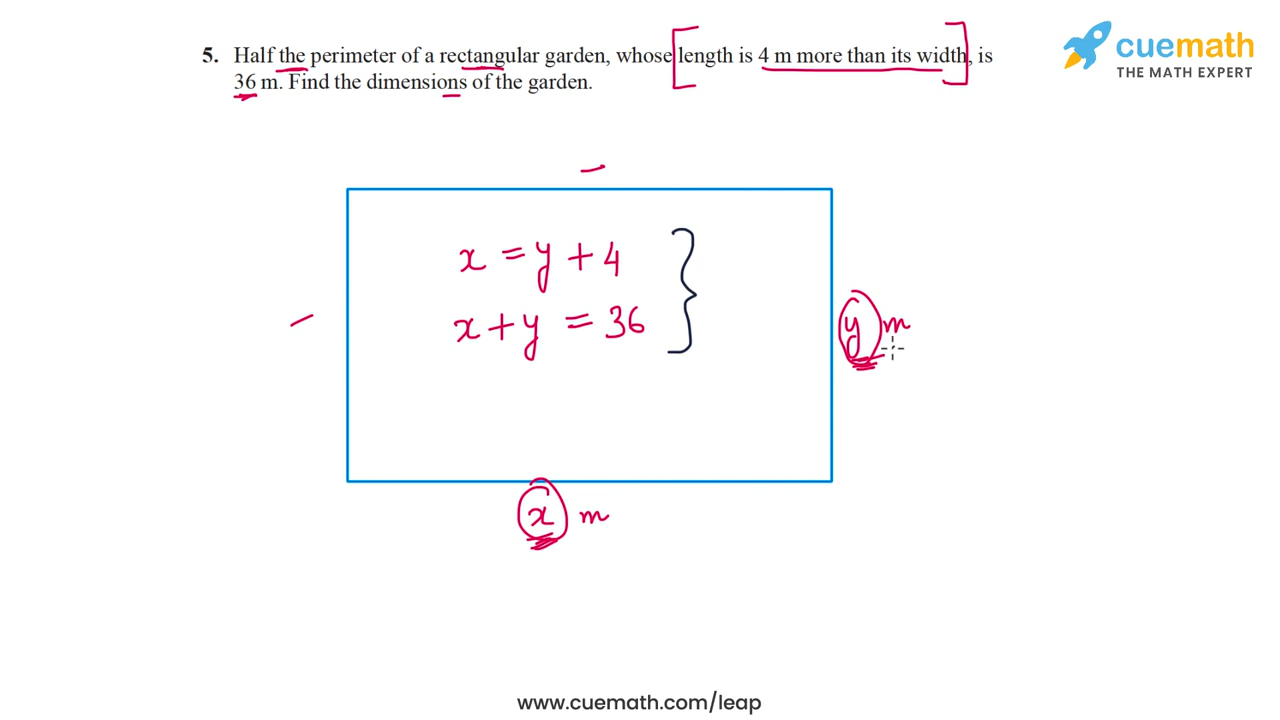 5. Half the perimeter of a rectangular garden, whose length is 4 m more than its width, is
36 m. Find the dimensions of the garden.
cuemath
THE MATH EXPERT
x = y + 4
x + y = 36
y m
x m
www.cuemath.com/leap